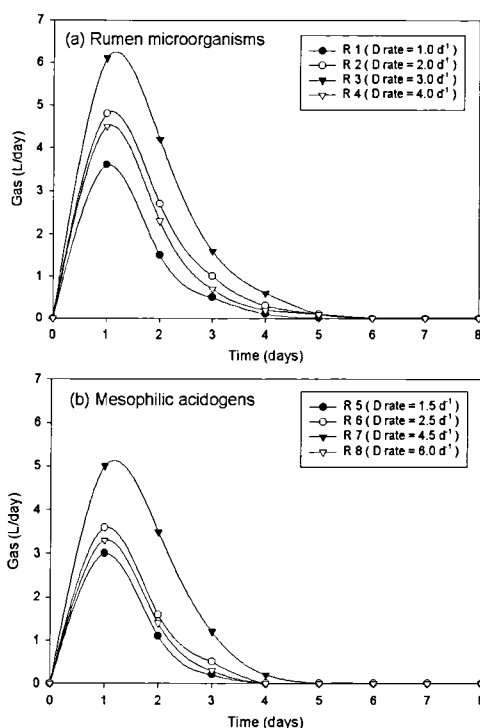 (a) Rumen microorganisms
R 1 ( D rate = 1.0 d-1)
R 2 ( D rate = 2.0 d-1)
R 3 ( D rate = 3.0 d-1)
R 4 ( D rate = 4.0 d-1)
7
6
5
4
3
2
1
0
Gas (L/day)
0 1 2 3 4 5 6 7 8
Time (days)
(b) Mesophilic acidogens
R 5 ( D rate = 1.5 d-1)
R 6 ( D rate = 2.5 d-1)
R 7 ( D rate = 4.5 d-1)
R 8 ( D rate = 6.0 d-1)
7
6
5
4
3
2
1
0
Gas (L/day)
0 1 2 3 4 5 6 7 8
Time (days)